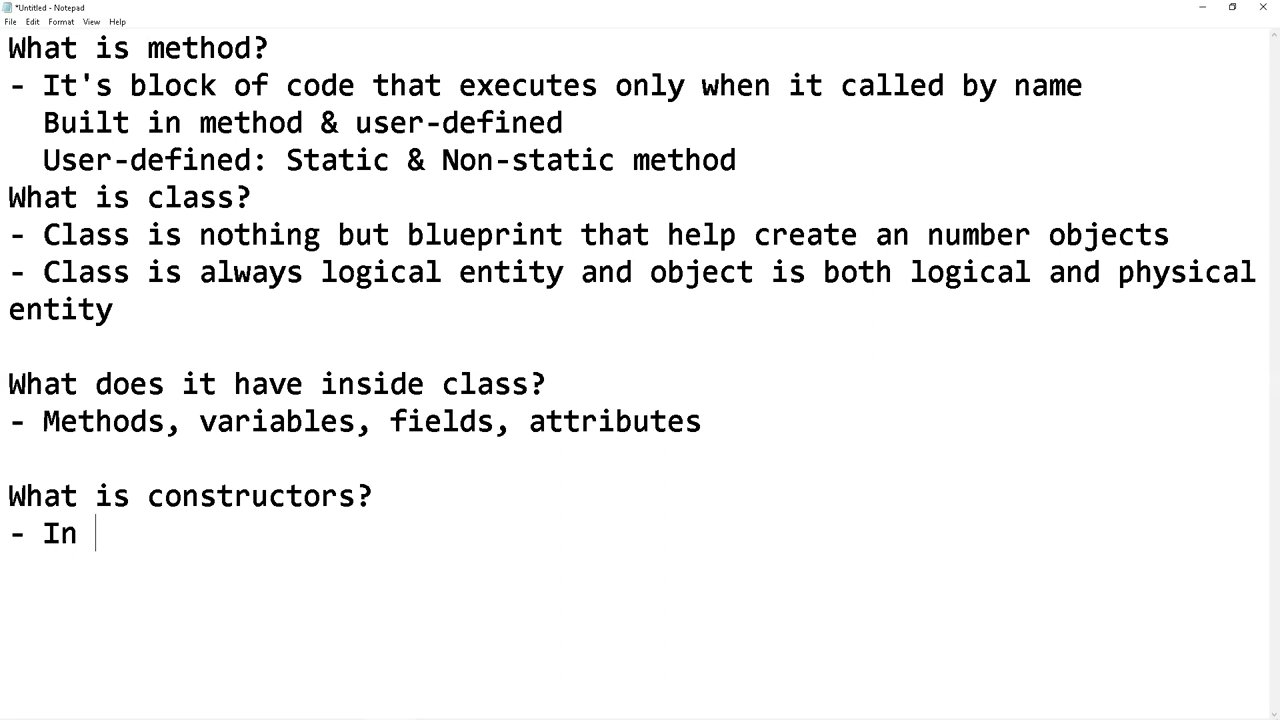 *Untitled - Notepad
File Edit Format View Help
What is method?
- It's block of code that executes only when it called by name
Built in method & user-defined
User-defined: Static & Non-static method
What is class?
- Class is nothing but blueprint that help create an number objects
- Class is always logical entity and object is both logical and physical
entity
What does it have inside class?
- Methods, variables, fields, attributes
What is constructors?
- In